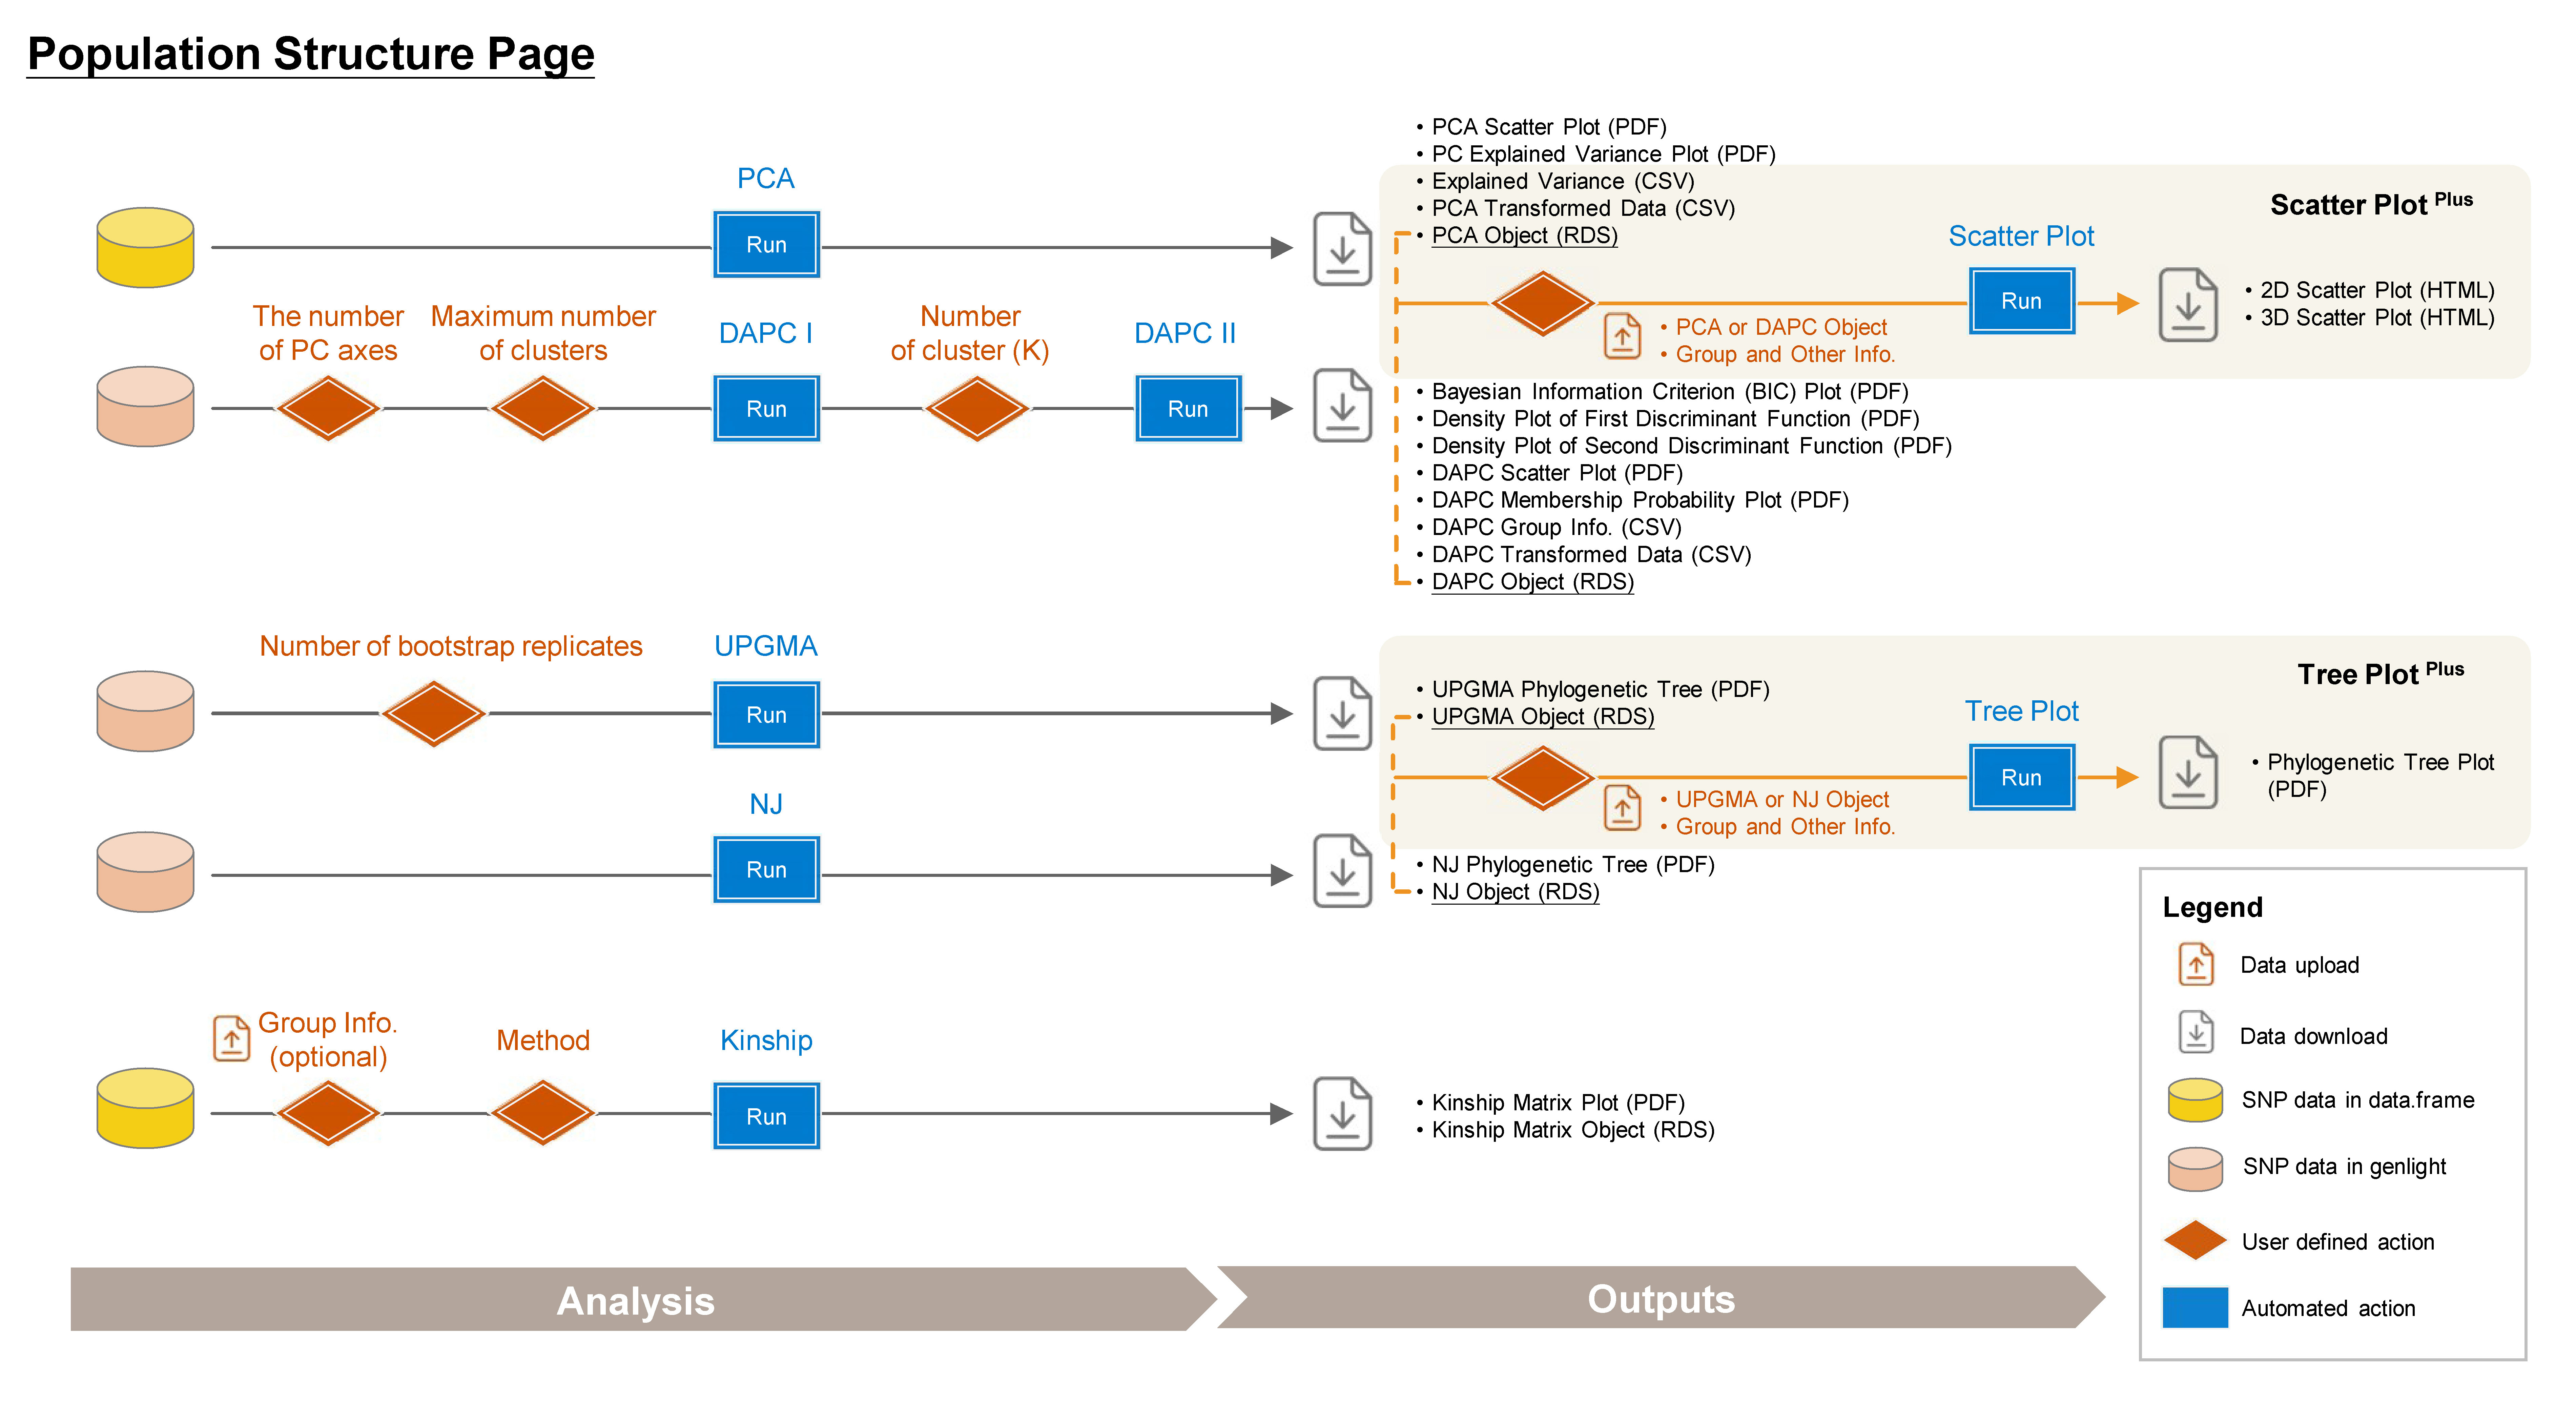 Population Structure Page
PCA
Run
• PCA Scatter Plot (PDF)
• PC Explained Variance Plot (PDF)
• Explained Variance (CSV)
• PCA Transformed Data (CSV)
• PCA Object (RDS)
Scatter Plot Plus
Scatter Plot
Run
• PCA or DAPC Object
• Group and Other Info.
• 2D Scatter Plot (HTML)
• 3D Scatter Plot (HTML)
The number
of PC axes
Maximum number
of clusters
DAPC I
Run
Number
of cluster (K)
DAPC II
Run
• Bayesian Information Criterion (BIC) Plot (PDF)
• Density Plot of First Discriminant Function (PDF)
• Density Plot of Second Discriminant Function (PDF)
• DAPC Scatter Plot (PDF)
• DAPC Membership Probability Plot (PDF)
• DAPC Group Info. (CSV)
• DAPC Transformed Data (CSV)
• DAPC Object (RDS)
Number of bootstrap replicates
UPGMA
Run
• UPGMA Phylogenetic Tree (PDF)
• UPGMA Object (RDS)
Tree Plot Plus
Tree Plot
Run
• UPGMA or NJ Object
• Group and Other Info.
• Phylogenetic Tree Plot
(PDF)
NJ
Run
• NJ Phylogenetic Tree (PDF)
• NJ Object (RDS)
Group Info.
(optional)
Method
Kinship
Run
• Kinship Matrix Plot (PDF)
• Kinship Matrix Object (RDS)
Legend
Data upload
Data download
SNP data in data.frame
SNP data in genlight
User defined action
Automated action
Analysis
Outputs